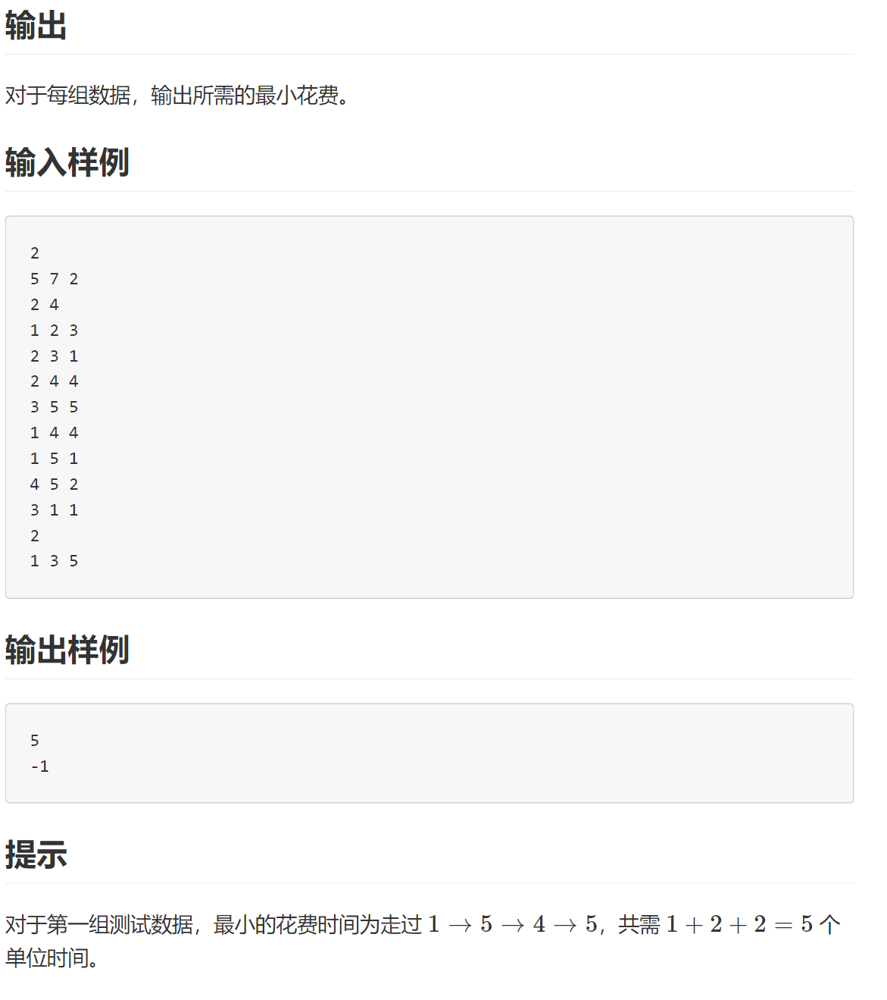 输出
对于每组数据，输出所需的最小花费。
输入样例
2
5 7 2
2 4
1 2 3
2 3 1
2 4 4
3 5 5
1 4 4
1 5 1
4 5 2
3 1 1
2
1 3 5
输出样例
5
-1
提示
对于第一组测试数据，最小的花费时间为走过 1 → 5 → 4 → 5，共需 1 + 2 + 2 = 5 个
单位时间。